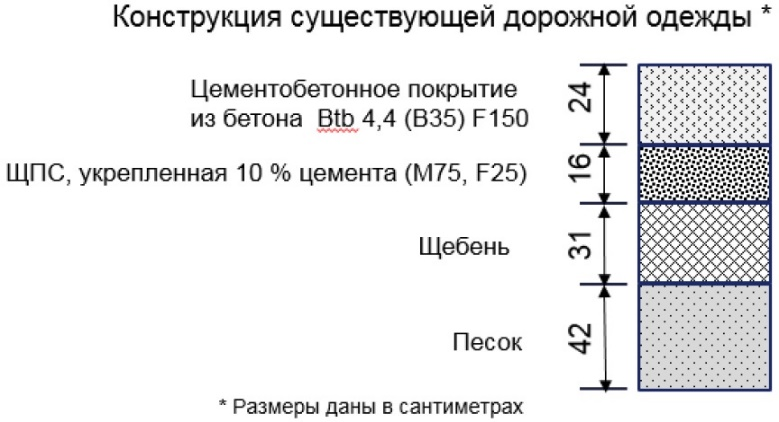 Конструкция существующей дорожной одежды *
Цементобетонное покрытие
из бетона Btb 4,4 (В35) F150
24
ЩПС, укрепленная 10 % цемента (М75, F25)
16
Щебень
31
Песок
42
* Размеры даны в сантиметрах